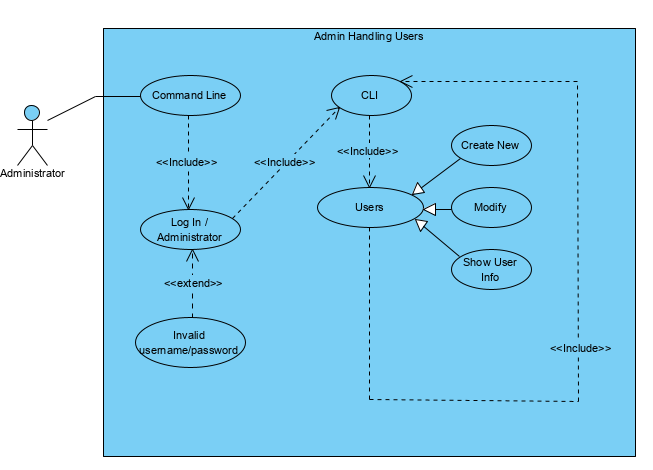 Admin Handling Users
Command Line
CLI
Administrator
<<Include>>
<<Include>>
<<Include>>
Create New
Users
Modify
Log In /
Administrator
Show User
Info
<<extend>>
Invalid
username/password
<<Include>>